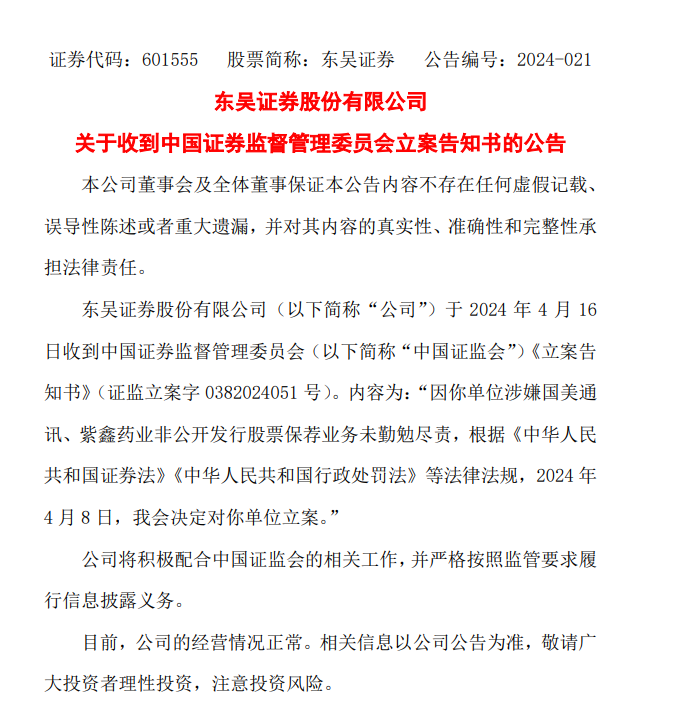 证券代码：601555 股票简称：东吴证券 公告编号：2024-021
东吴证券股份有限公司
关于收到中国证券监督管理委员会立案告知书的公告
本公司董事会及全体董事保证本公告内容不存在任何虚假记载、
误导性陈述或者重大遗漏，并对其内容的真实性、准确性和完整性承
担法律责任。
东吴证券股份有限公司（以下简称“公司”）于 2024 年 4 月 16
日收到中国证券监督管理委员会（以下简称“中国证监会”）《立案告
知书》（证监立案字 0382024051 号）。内容为：“因你单位涉嫌国美通
讯、紫鑫药业非公开发行股票保荐业务未勤勉尽责，根据《中华人民
共和国证券法》《中华人民共和国行政处罚法》等法律法规，2024 年
4 月 8 日，我会决定对你单位立案。”
公司将积极配合中国证监会的相关工作，并严格按照监管要求履
行信息披露义务。
目前，公司的经营情况正常。相关信息以公司公告为准，敬请广
大投资者理性投资，注意投资风险。